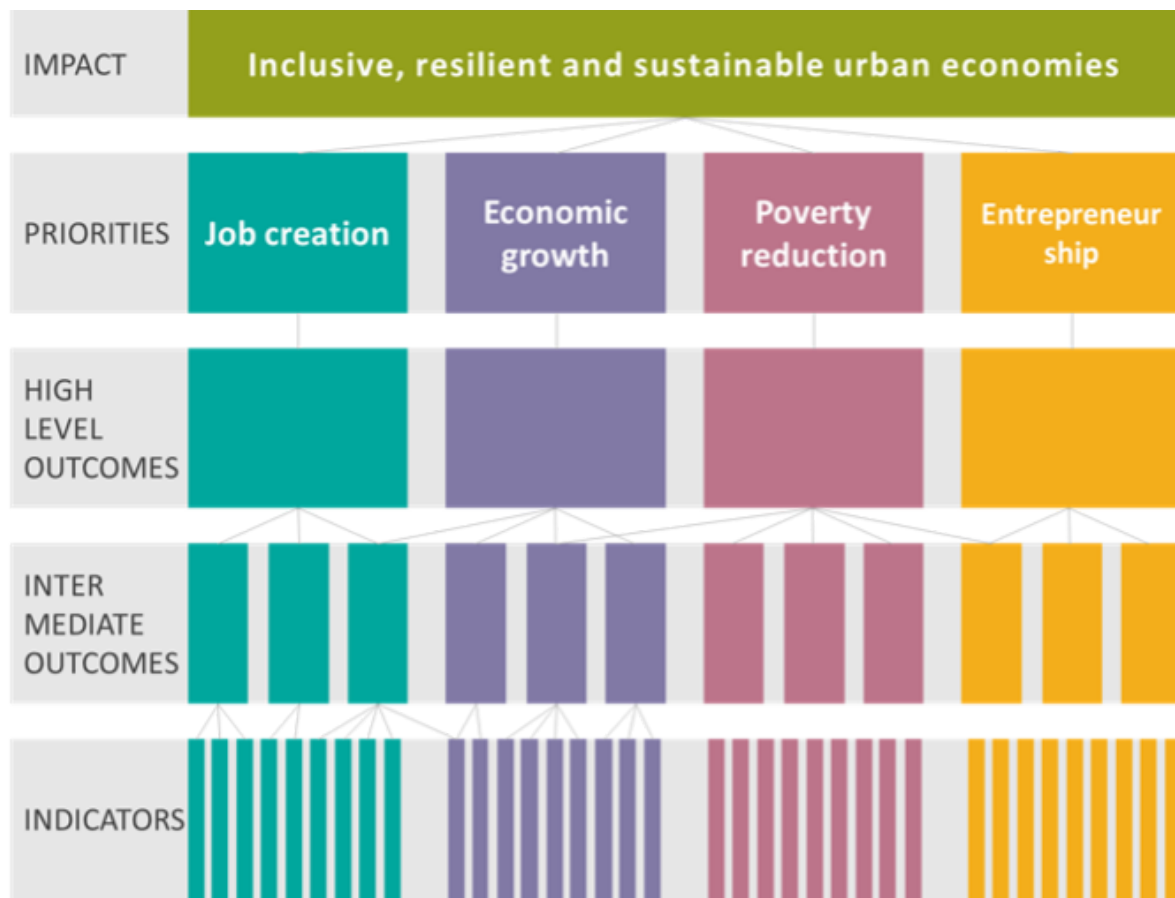 IMPACT
Inclusive, resilient and sustainable urban economies
PRIORITIES
Job creation
Economic
growth
Poverty
reduction
Entrepreneur
ship
HIGH
LEVEL
OUTCOMES
INTER
MEDIATE
OUTCOMES
INDICATORS